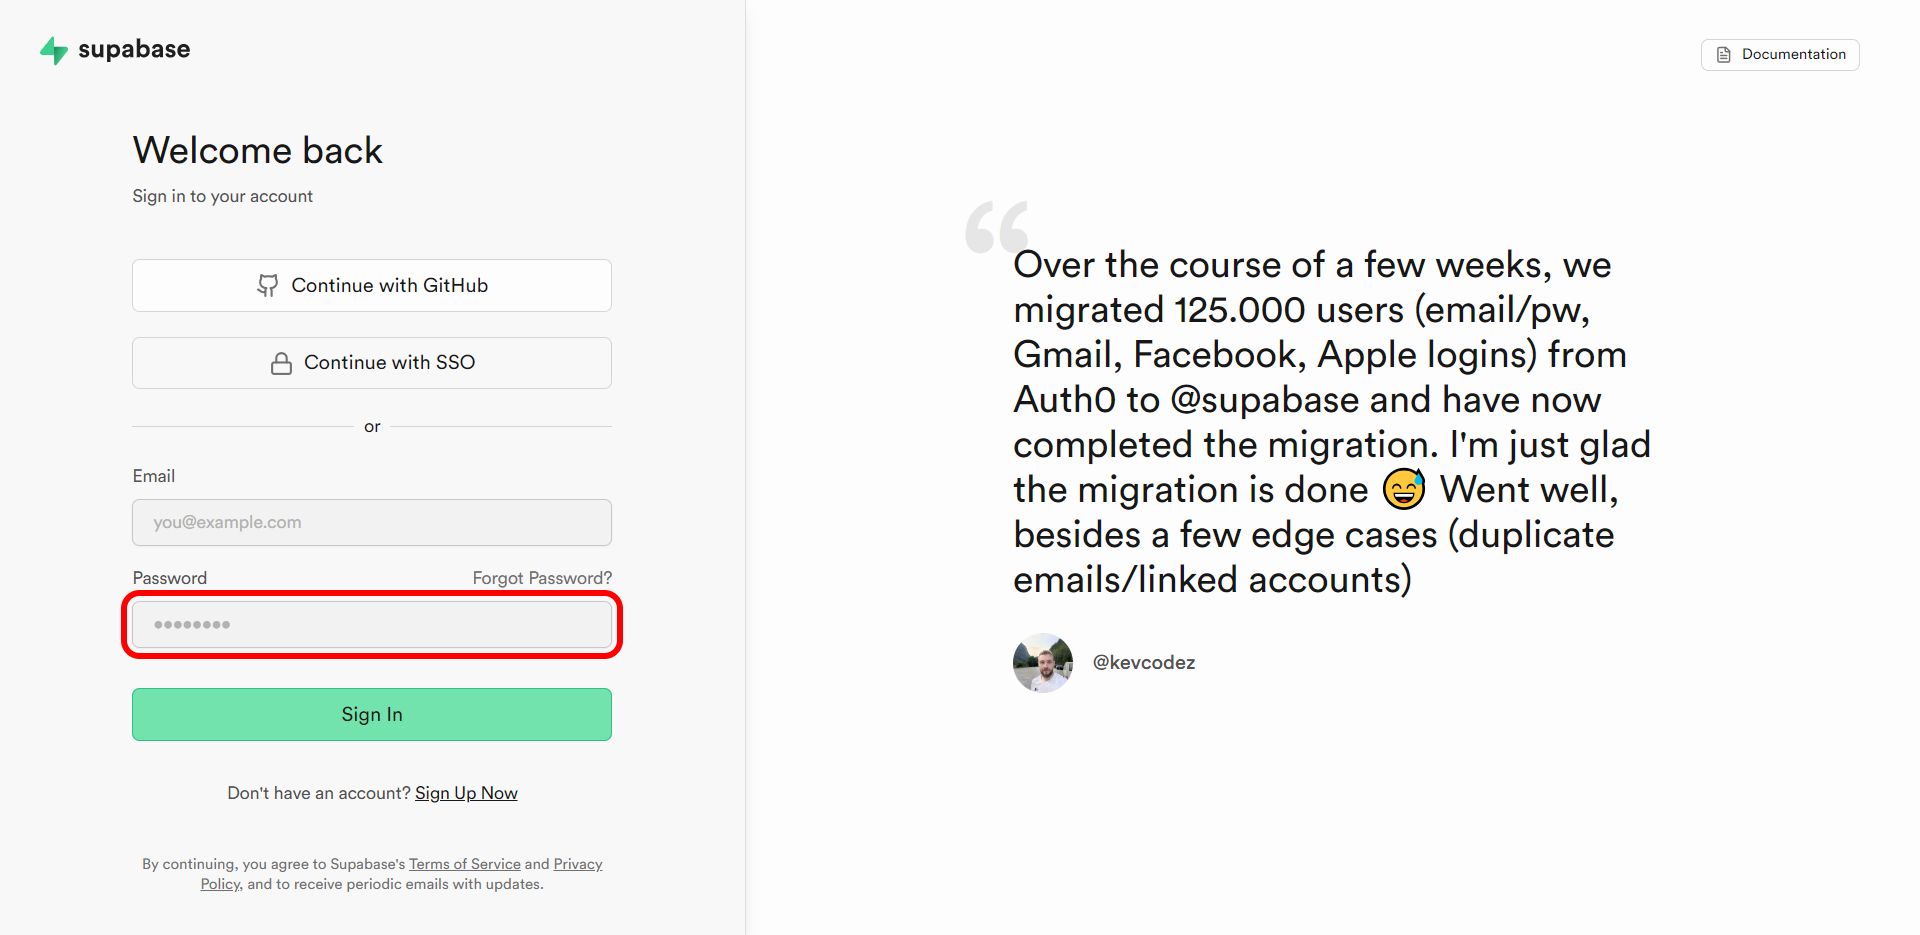 supabase
Documentation
Welcome back
Sign in to your account
Continue with GitHub
Continue with SSO
or
Email
you@example.com
Password
Forgot Password?
••••••••
Sign In
Don't have an account? Sign Up Now
By continuing, you agree to Supabase's Terms of Service and Privacy
Policy, and to receive periodic emails with updates.
“
Over the course of a few weeks, we
migrated 125.000 users (email/pw,
Gmail, Facebook, Apple logins) from
Auth0 to @supabase and have now
completed the migration. I'm just glad
the migration is done 😅 Went well,
besides a few edge cases (duplicate
emails/linked accounts)
@kevcodez